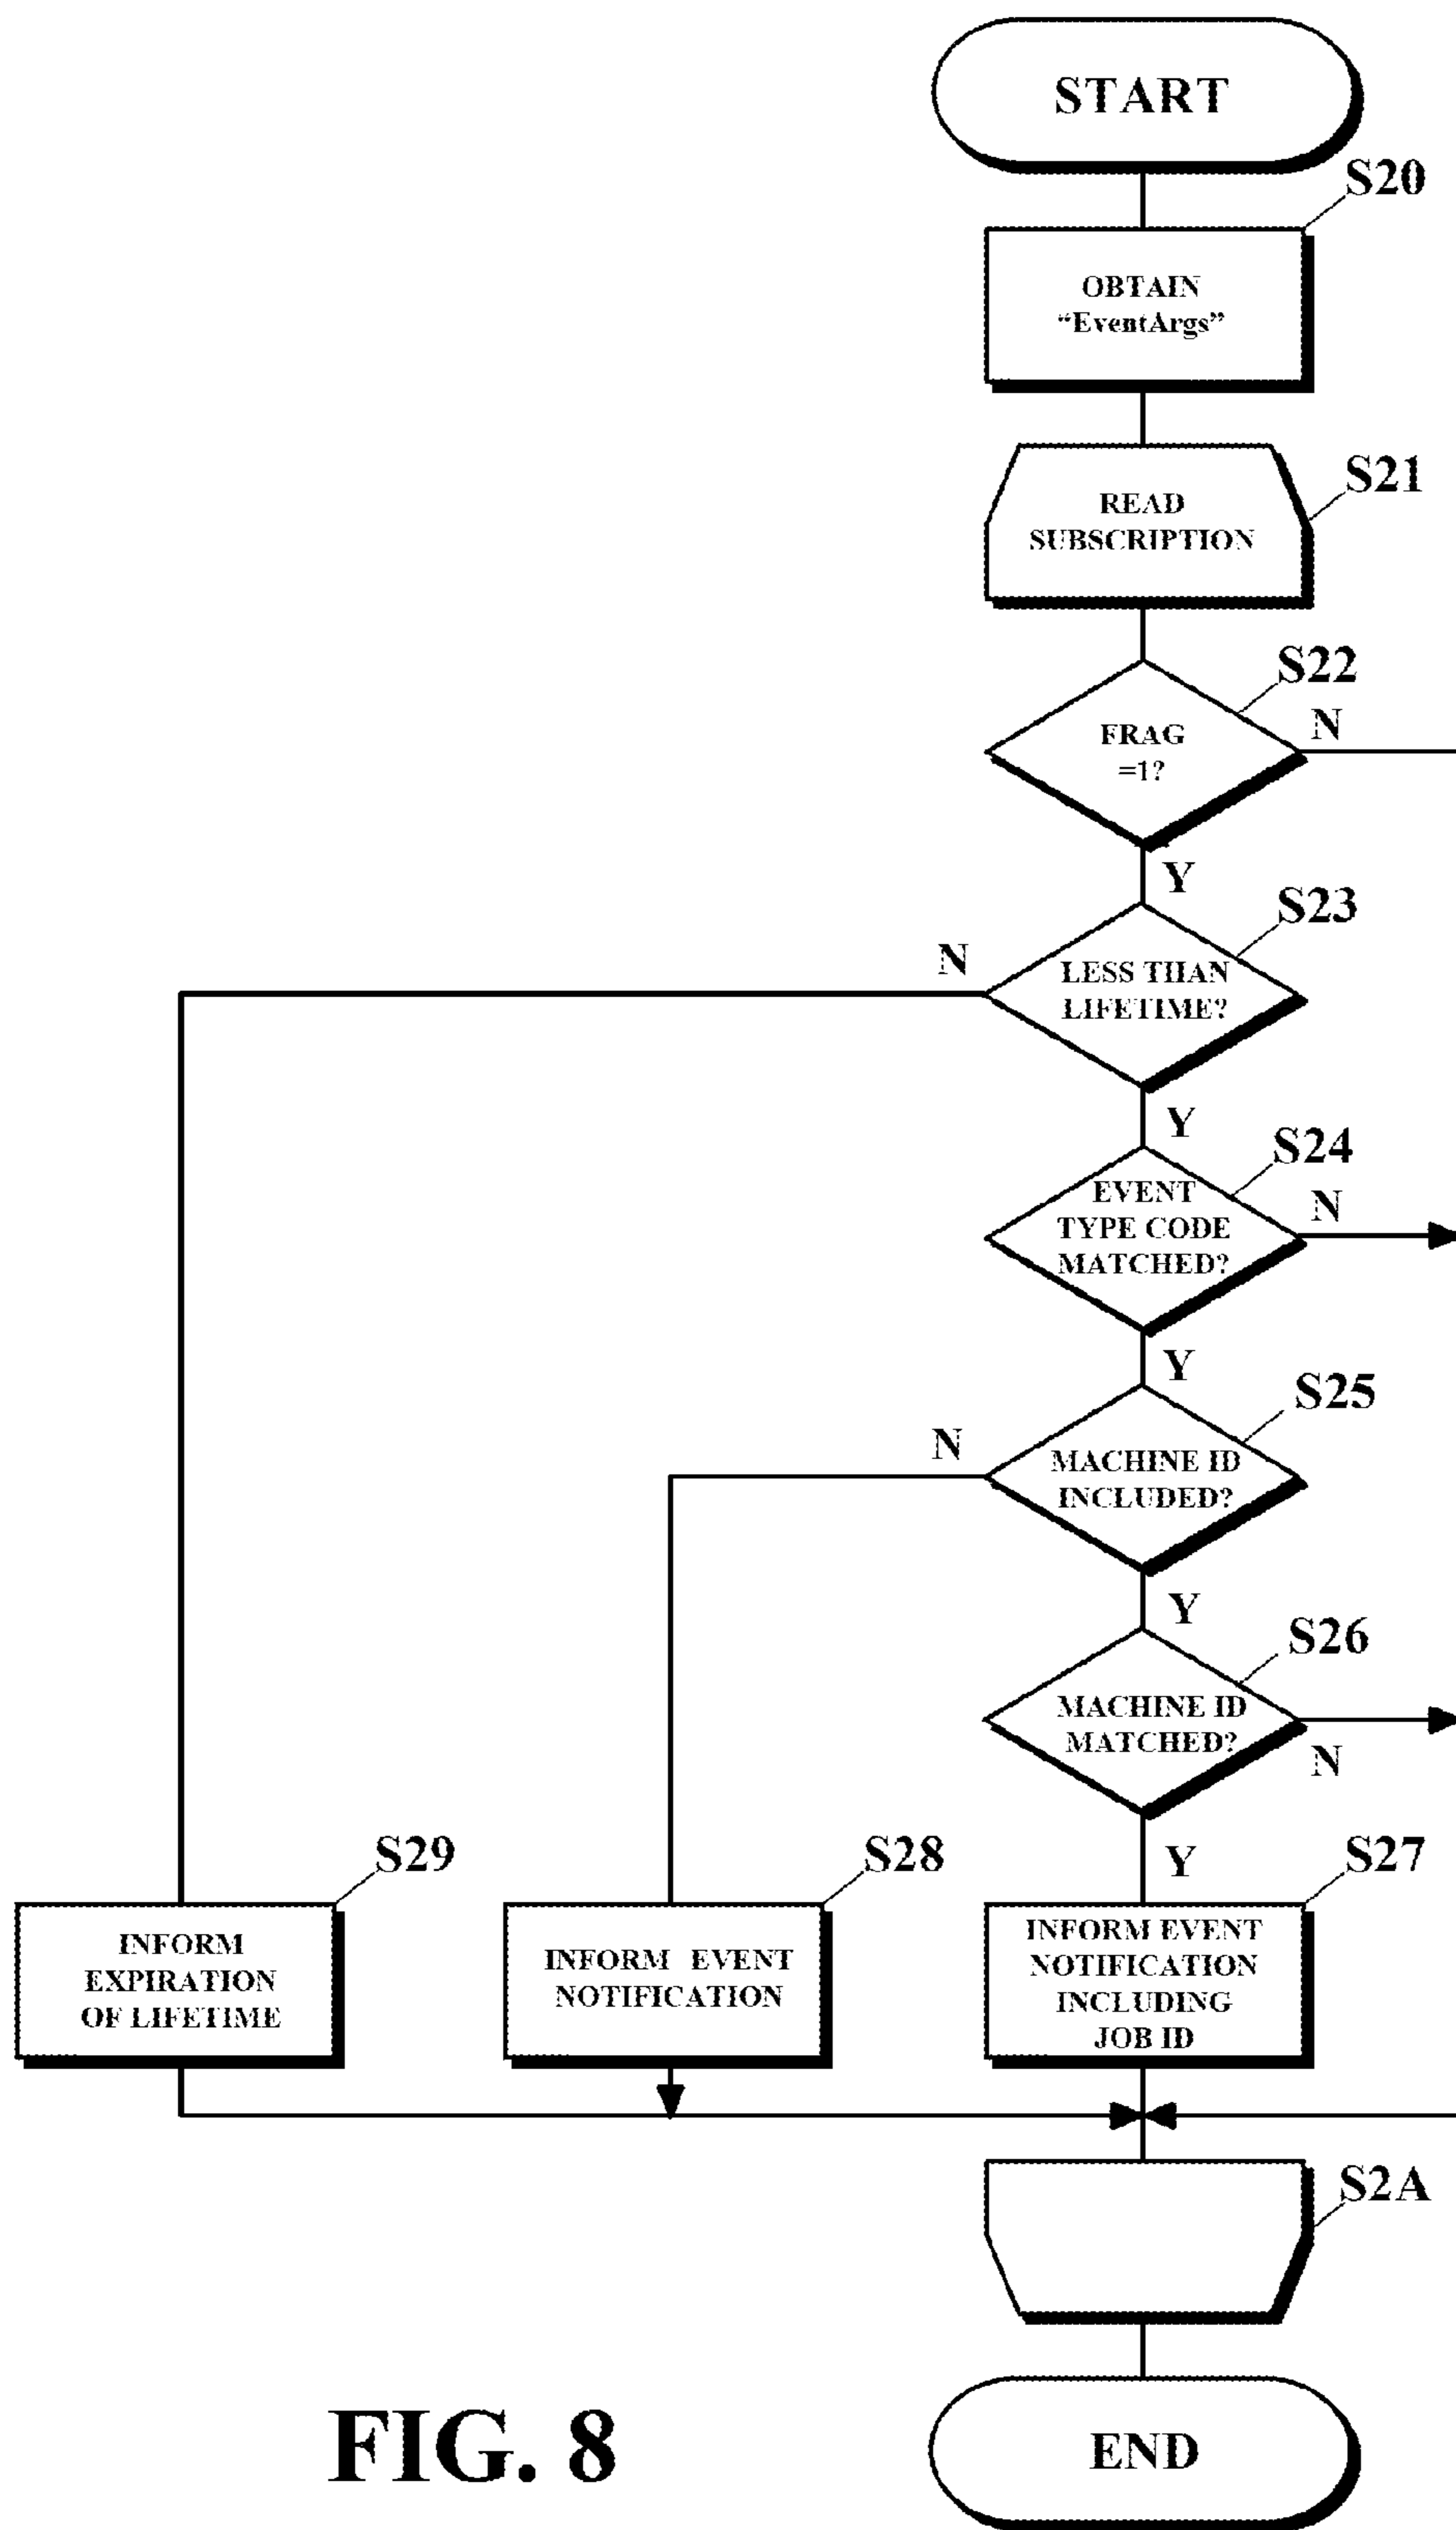 START
S20
OBTAIN
“EventArgs”
S21
READ
SUBSCRIPTION
S22
FRAG
=1?
N
Y
S23
N
LESS THAN
LIFETIME?
Y
S24
EVENT
TYPE CODE
MATCHED?
N
Y
S25
N
MACHINE ID
INCLUDED?
Y
S26
MACHINE ID
MATCHED?
N
Y
S29
INFORM
EXPIRATION
OF LIFETIME
S28
INFORM EVENT
NOTIFICATION
S27
INFORM EVENT
NOTIFICATION
INCLUDING
JOB ID
S2A
END
FIG. 8